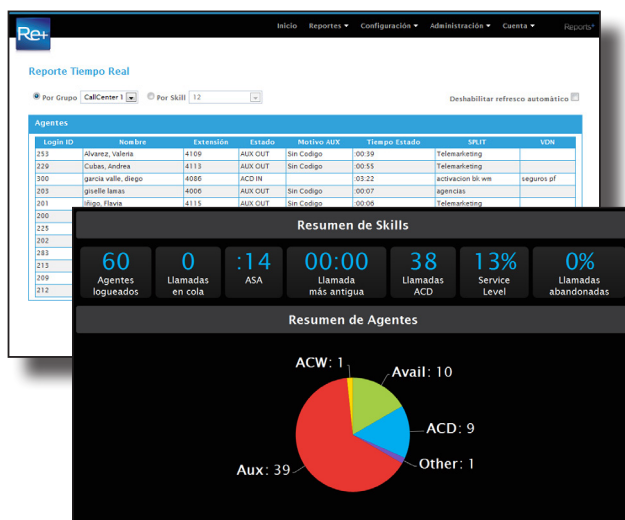 Re+
Inicio Reportes ▼ Configuración ▼ Administración ▼ Cuenta ▼ Reports+
Reporte Tiempo Real
Por Grupo CallCenter 1 Por Skill 12 Deshabilitar refresco automático
Agentes
Login ID Nombre Extensión Estado Motivo AUX Tiempo Estado SPLIT VDN
253 Alvarez, Valeria 4109 AUX OUT Sin Codigo :00:39 Telemarketing
229 Cubas, Andrea 4113 AUX OUT Sin Codigo :00:55 Telemarketing
300 garcia valle, diego 4086 ACD IN :03:22 activacion bk wm seguros pf
203 giselle lamas 4006 AUX OUT Sin Codigo :00:07 agencias
201 Iñigo, Flavia 4115 AUX OUT Sin Codigo :00:06 Telemarketing
200
225
202
283
213
209
212
Resumen de Skills
60 0 :14 00:00 38 13% 0%
Agentes logueados Llamadas en cola ASA Llamada más antigua Llamadas ACD Service Level Llamadas abandonadas
Resumen de Agentes
ACW: 1
Avail: 10
ACD: 9
Other: 1
Aux: 39